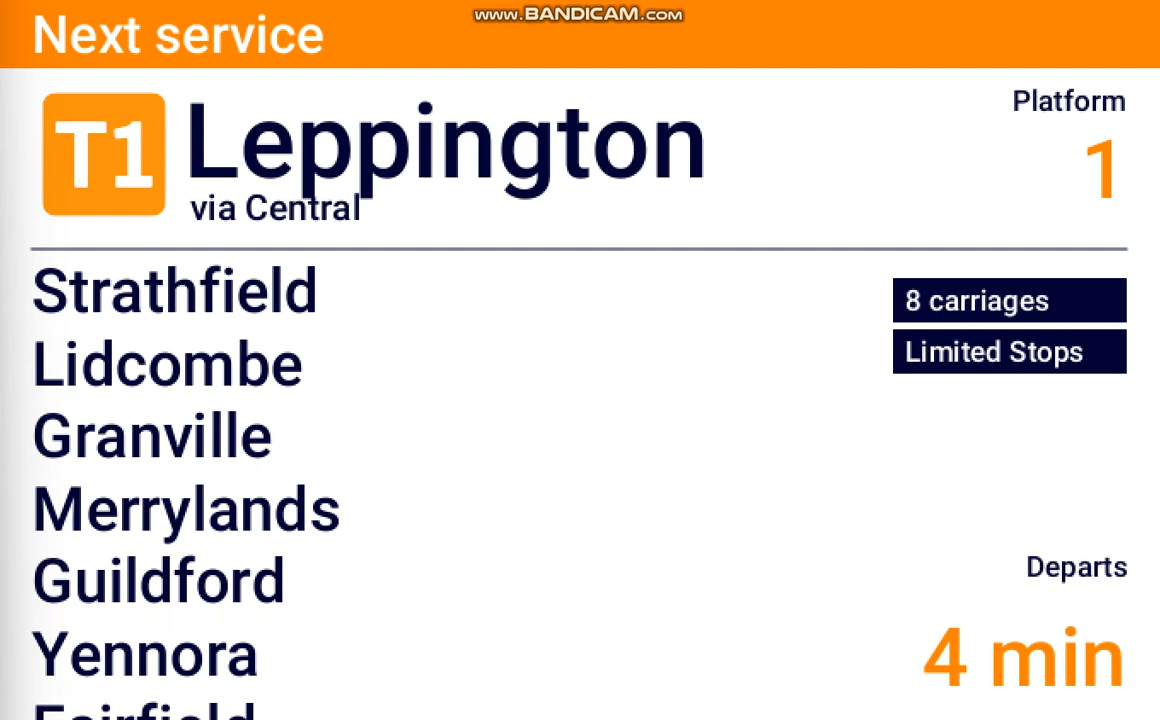 www.BANDICAM.com
Next service
T1 Leppington
via Central
Platform
1
Strathfield
Lidcombe
Granville
Merrylands
Guildford
Yennora
Fairfield
8 carriages
Limited Stops
Departs
4 min